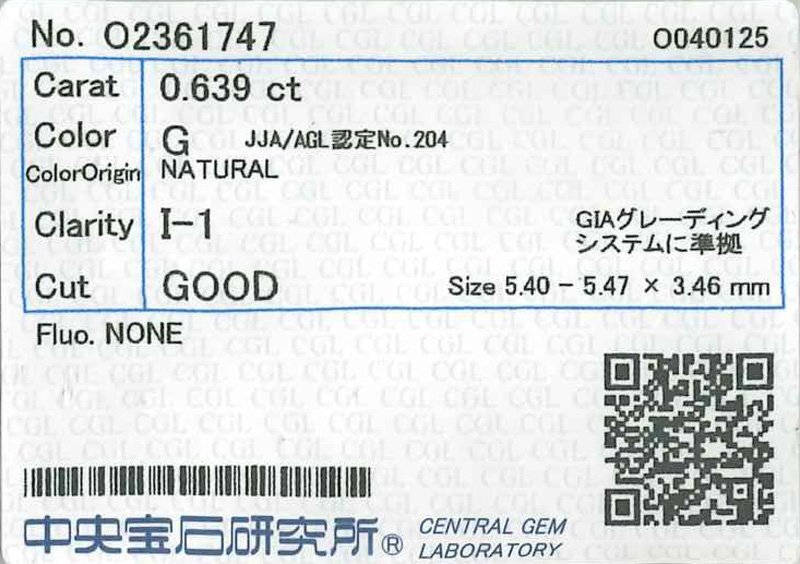 No. O2361747 O040125
Carat 0.639 ct
Color G JJA/AGL認定No.204
ColorOrigin NATURAL
Clarity I-1 GIAグレーディング
システムに準拠
Cut GOOD Size 5.40 - 5.47 × 3.46 mm
Fluo. NONE
中央宝石研究所® CENTRAL GEM
LABORATORY